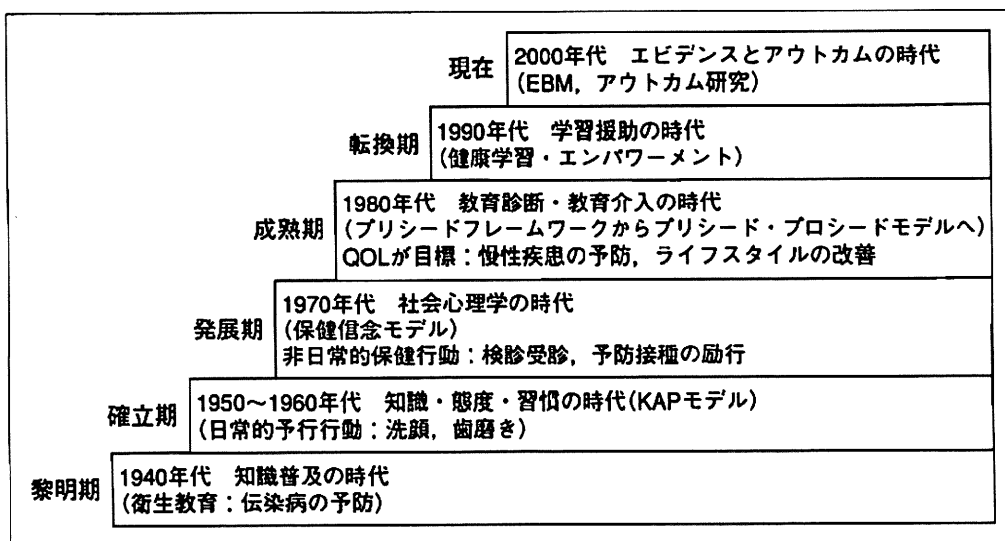 現在
2000年代 エビデンスとアウトカムの時代
(EBM, アウトカム研究)
転換期
1990年代 学習援助の時代
(健康学習・エンパワーメント)
成熟期
1980年代 教育診断・教育介入の時代
(プリシードフレームワークからプリシード・プロシードモデルへ)
QOLが目標:慢性疾患の予防, ライフスタイルの改善
発展期
1970年代 社会心理学の時代
(保健信念モデル)
非日常的保健行動:検診受診, 予防接種の励行
確立期
1950〜1960年代 知識・態度・習慣の時代(KAPモデル)
(日常的予行行動:洗顔, 歯磨き)
黎明期
1940年代 知識普及の時代
(衛生教育:伝染病の予防)